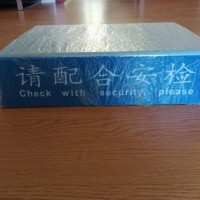 请配合安检
Check with security, please